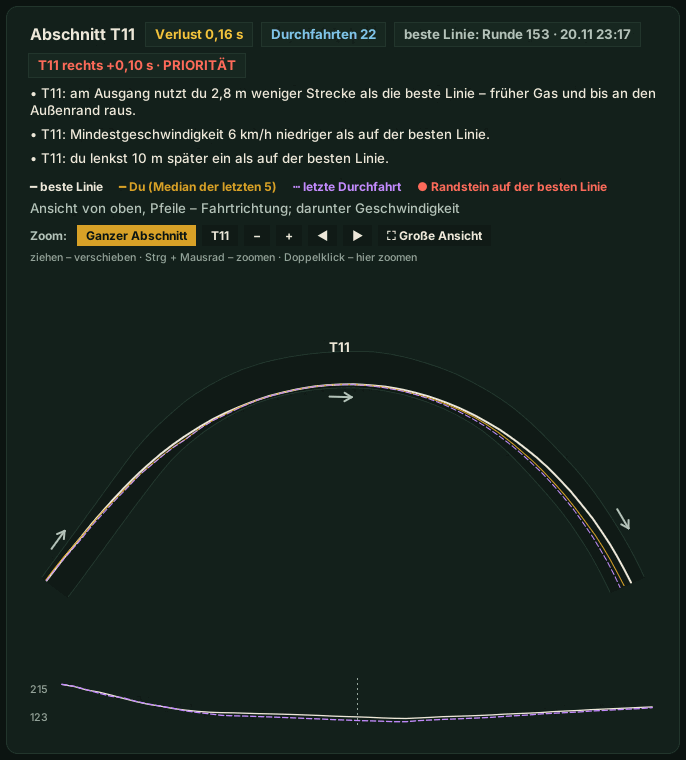 Abschnitt T11 Verlust 0,16 s Durchfahrten 22 beste Linie: Runde 153 · 20.11 23:17
T11 rechts +0,10 s · PRIORITÄT
• T11: am Ausgang nutzt du 2,8 m weniger Strecke als die beste Linie – früher Gas und bis an den
Außenrand raus.
• T11: Mindestgeschwindigkeit 6 km/h niedriger als auf der besten Linie.
• T11: du lenkst 10 m später ein als auf der besten Linie.
━ beste Linie ━ Du (Median der letzten 5) ┅ letzte Durchfahrt ● Randstein auf der besten Linie
Ansicht von oben, Pfeile – Fahrtrichtung; darunter Geschwindigkeit
Zoom: Ganzer Abschnitt T11 − + ◀ ▶ ⛶ Große Ansicht
ziehen – verschieben · Strg + Mausrad – zoomen · Doppelklick – hier zoomen
T11
215
123